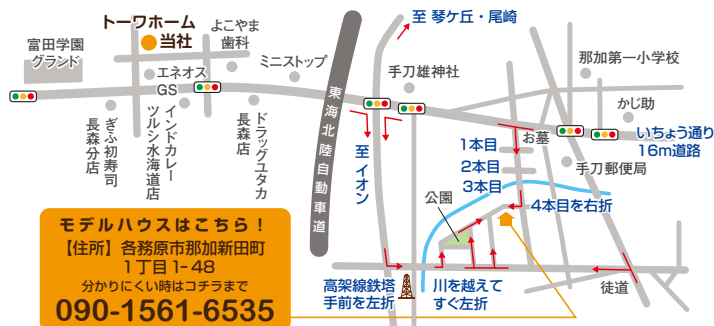 至 琴ケ丘・尾崎
トーワホーム
当社
よこやま
歯科
富田学園
グランド
エネオス
GS
ミニストップ
手刀雄神社
那加第一小学校
かじ助
いちょう通り
16m道路
ぎふ初寿司
長森分店
インドカレー
ツルシ水海道店
ドラッグユタカ
長森店
東海北陸自動車道
至 イオン
お墓
1本目
2本目
3本目
4本目を右折
手刀郵便局
公園
モデルハウスはこちら！
【住所】各務原市那加新田町
1丁目1-48
分かりにくい時はコチラまで
090-1561-6535
高架線鉄塔
手前を左折
川を越えて
すぐ左折
徒道